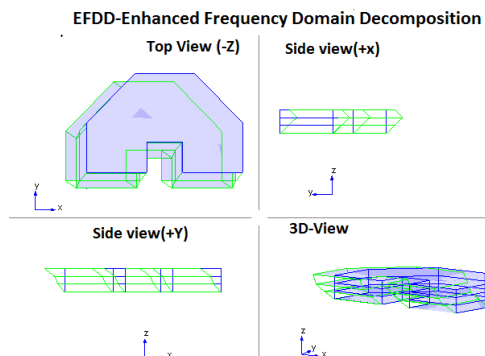 EFDD-Enhanced Frequency Domain Decomposition
Top View (-Z)
Side view(+x)
y
x
z
y
Side view(+Y)
3D-View
z
x
z
y
x